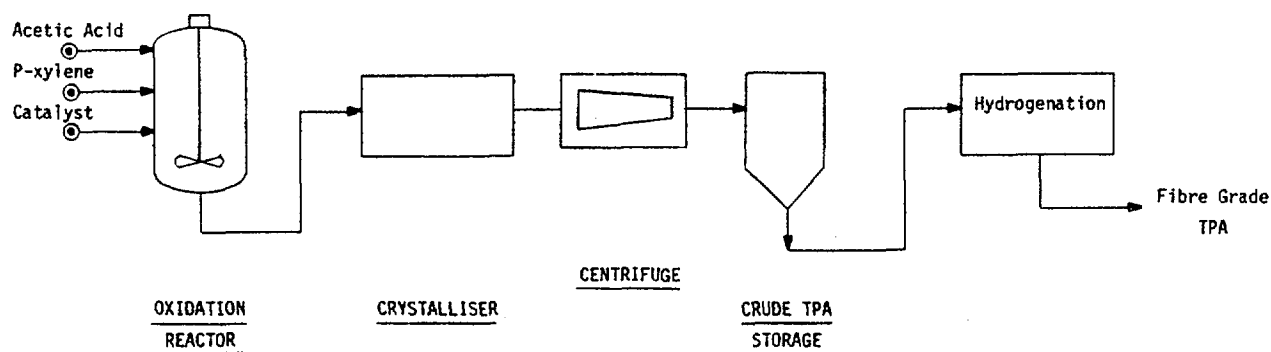 Acetic Acid
P-xylene
Catalyst
Hydrogenation
Fibre Grade
TPA
CENTRIFUGE
OXIDATION
REACTOR
CRYSTALLISER
CRUDE TPA
STORAGE